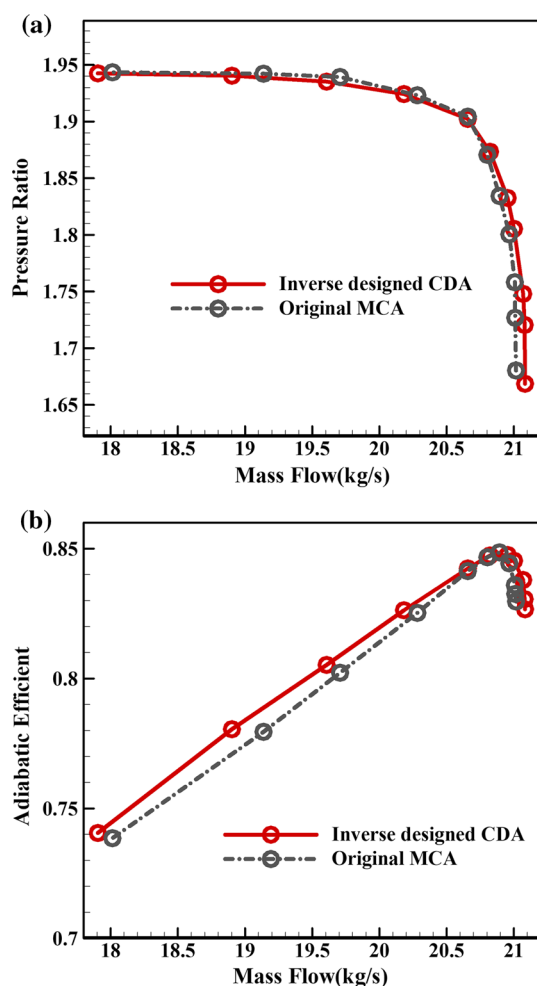 (a)
1.95
1.9
1.85
1.8
1.75
1.7
1.65
Pressure Ratio
Inverse designed CDA
Original MCA
18 18.5 19 19.5 20 20.5 21
Mass Flow(kg/s)
(b)
0.85
0.8
0.75
0.7
Adiabatic Efficient
Inverse designed CDA
Original MCA
18 18.5 19 19.5 20 20.5 21
Mass Flow(kg/s)